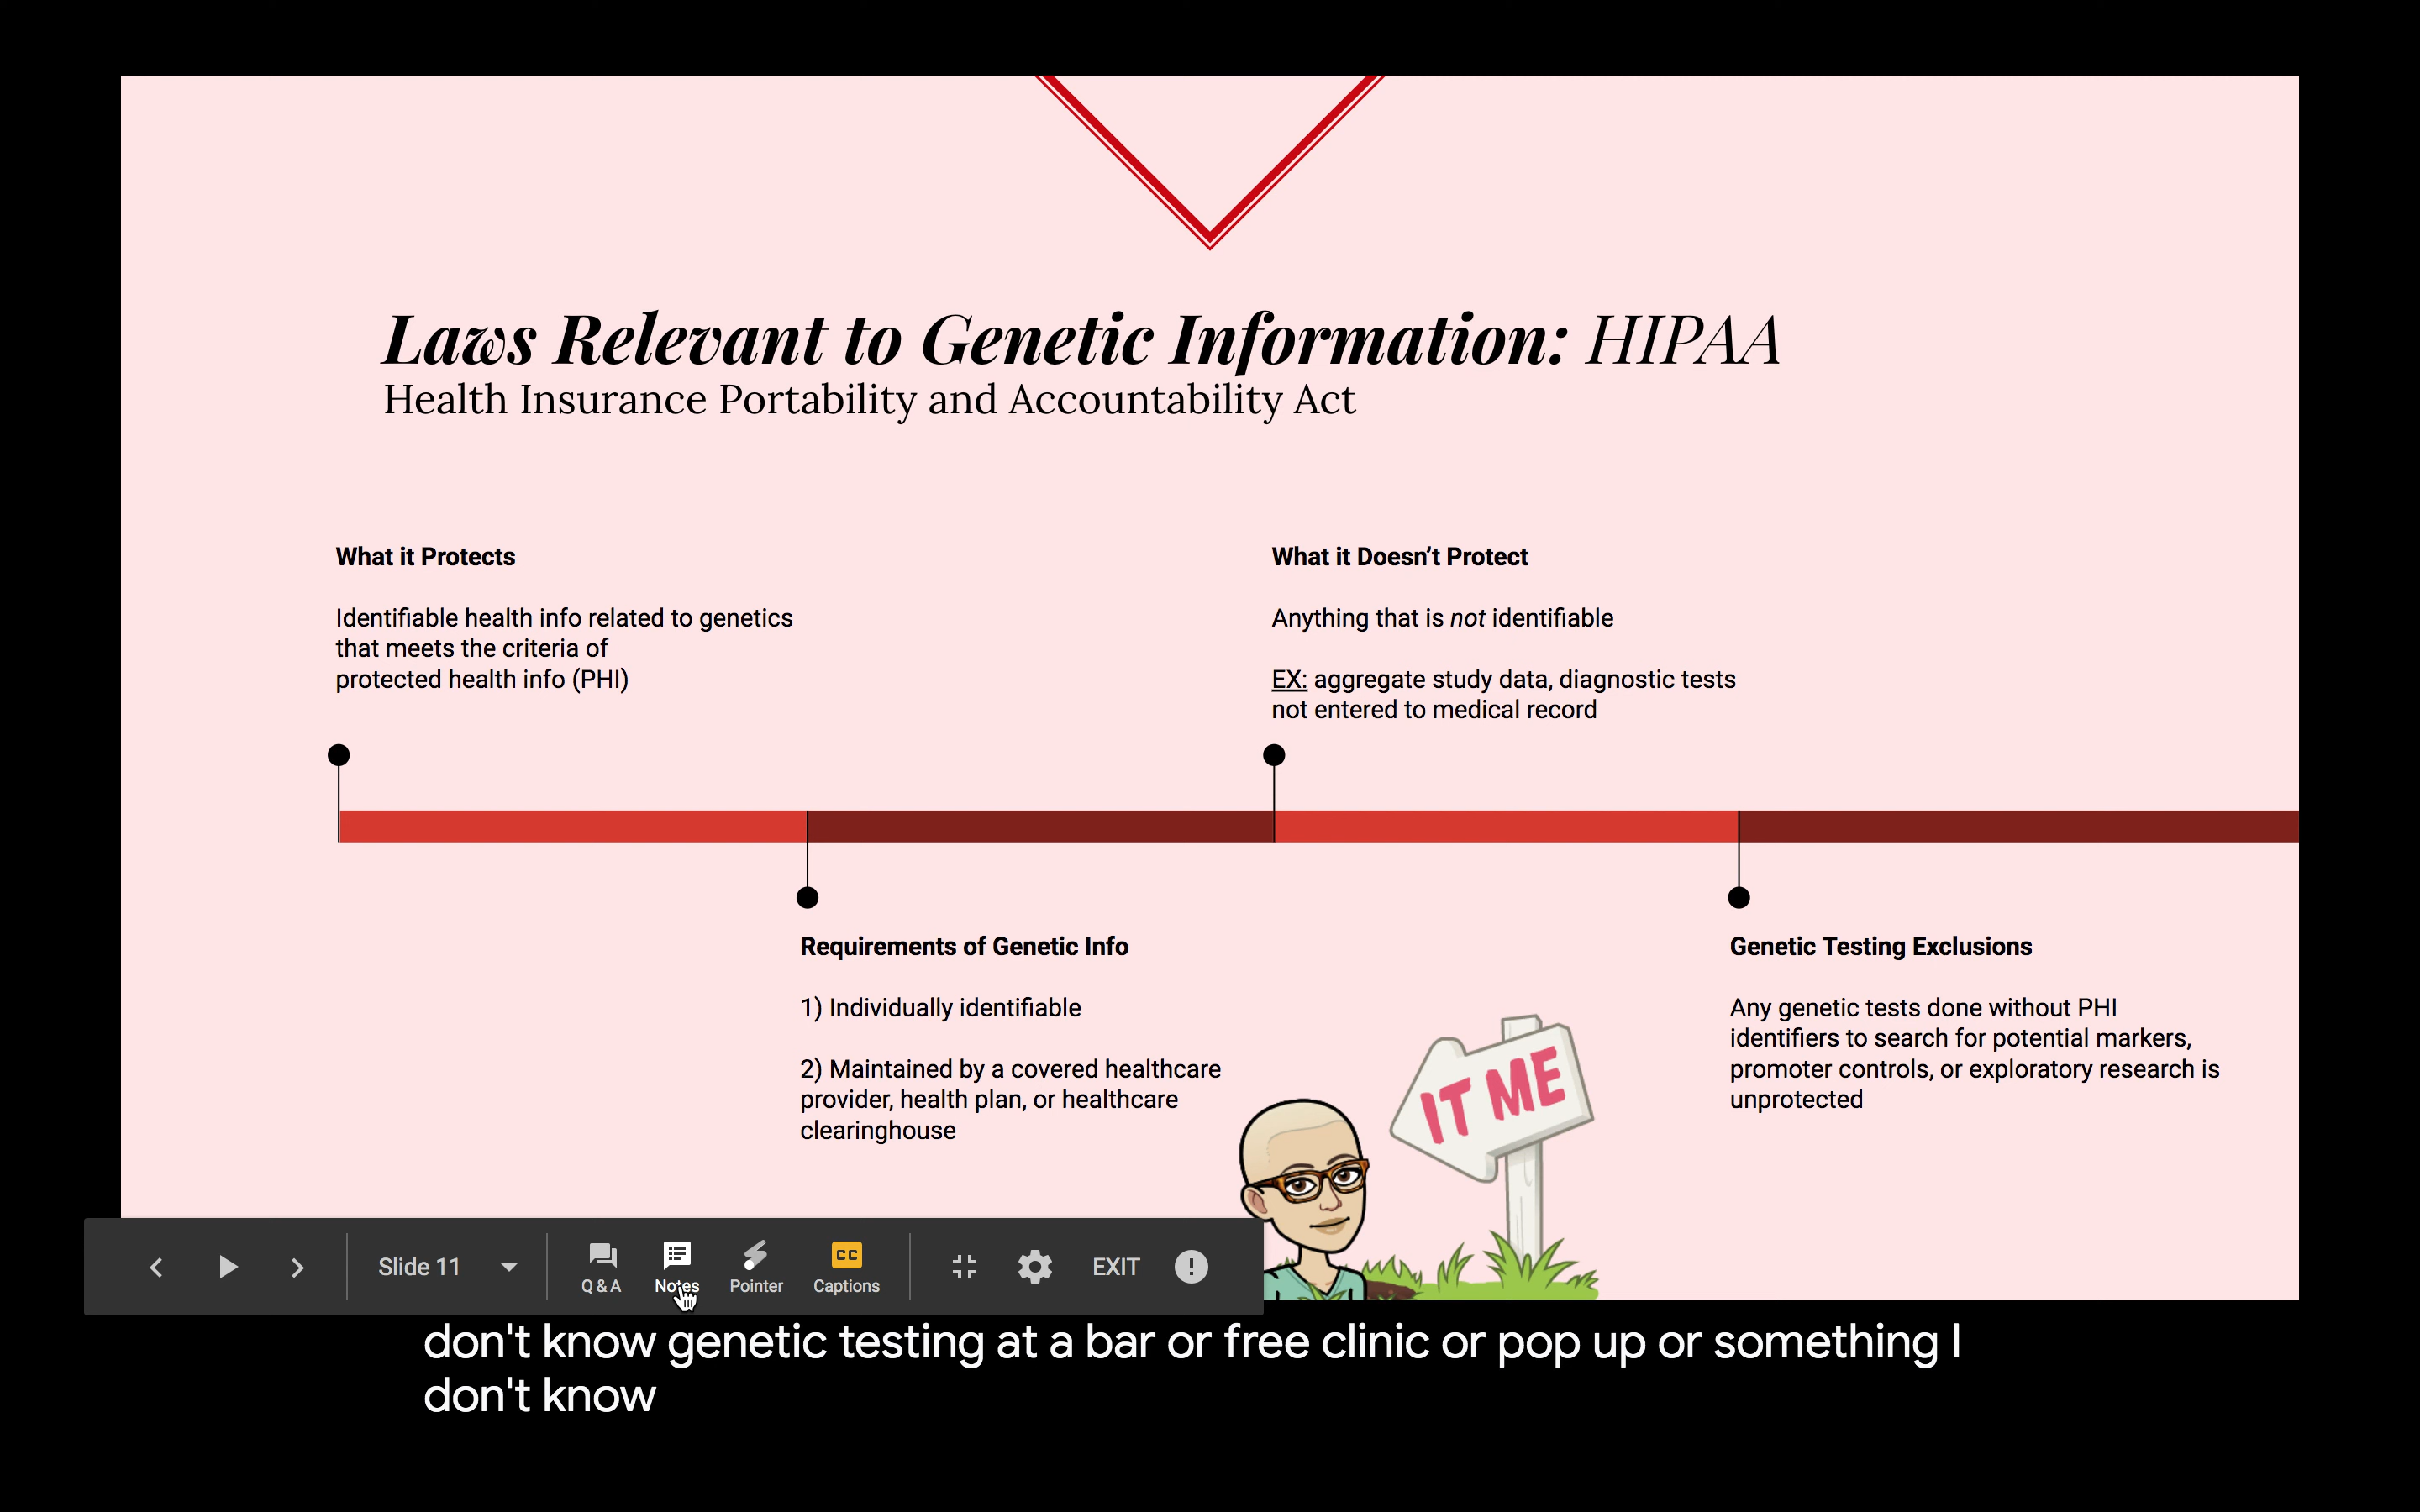 Laws Relevant to Genetic Information: HIPAA
Health Insurance Portability and Accountability Act
What it Protects
Identifiable health info related to genetics
that meets the criteria of
protected health info (PHI)
What it Doesn’t Protect
Anything that is not identifiable
EX: aggregate study data, diagnostic tests
not entered to medical record
Requirements of Genetic Info
1) Individually identifiable
2) Maintained by a covered healthcare
provider, health plan, or healthcare
clearinghouse
IT ME
Genetic Testing Exclusions
Any genetic tests done without PHI
identifiers to search for potential markers,
promoter controls, or exploratory research is
unprotected
Slide 11
Q & A
Notes
Pointer
CC
Captions
EXIT
don't know genetic testing at a bar or free clinic or pop up or something I
don't know